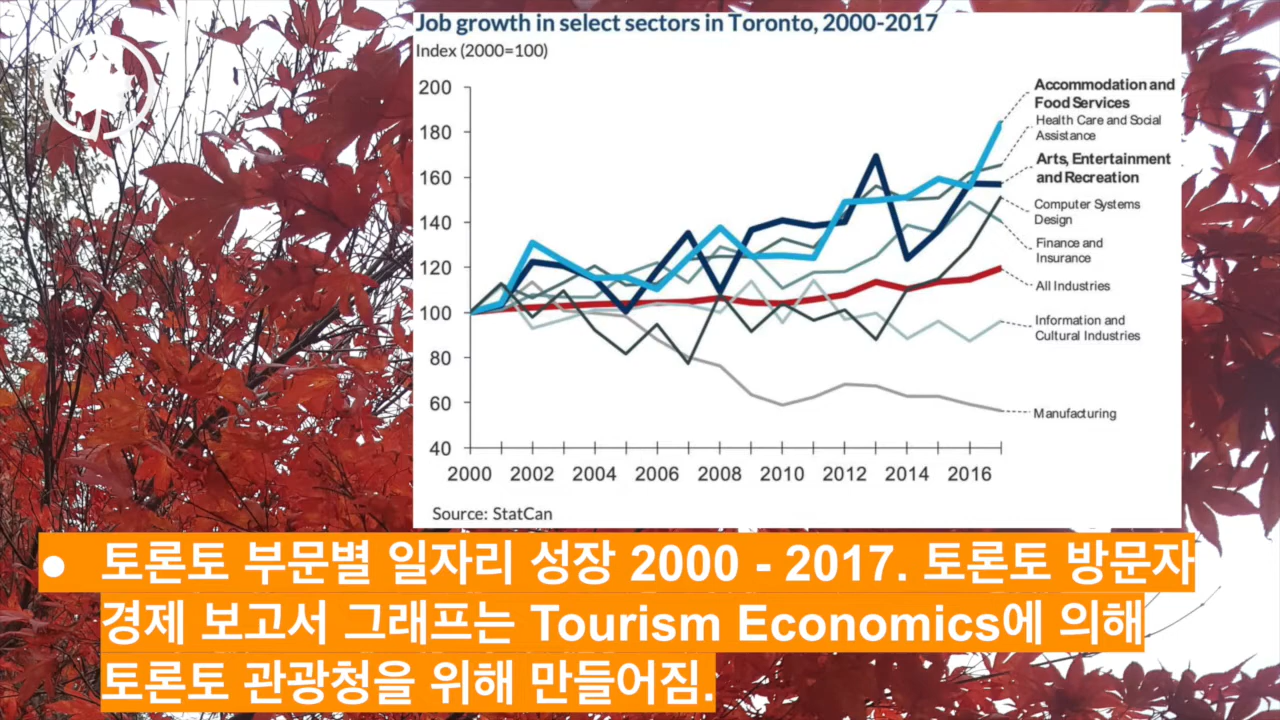 Job growth in select sectors in Toronto, 2000-2017
Index (2000=100)
200
180
160
140
120
100
80
60
40
2000 2002 2004 2006 2008 2010 2012 2014 2016
Accommodation and
Food Services
Health Care and Social
Assistance
Arts, Entertainment
and Recreation
Computer Systems
Design
Finance and
Insurance
All Industries
Information and
Cultural Industries
Manufacturing
Source: StatCan
● 토론토 부문별 일자리 성장 2000 - 2017. 토론토 방문자
경제 보고서 그래프는 Tourism Economics에 의해
토론토 관광청을 위해 만들어짐.